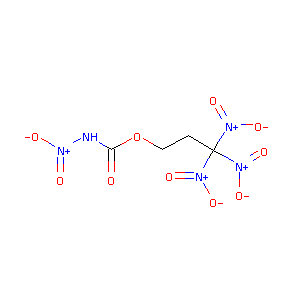 O
N+ O-
-O NH O
N+ N+ O
O N+
O O O
O- O-